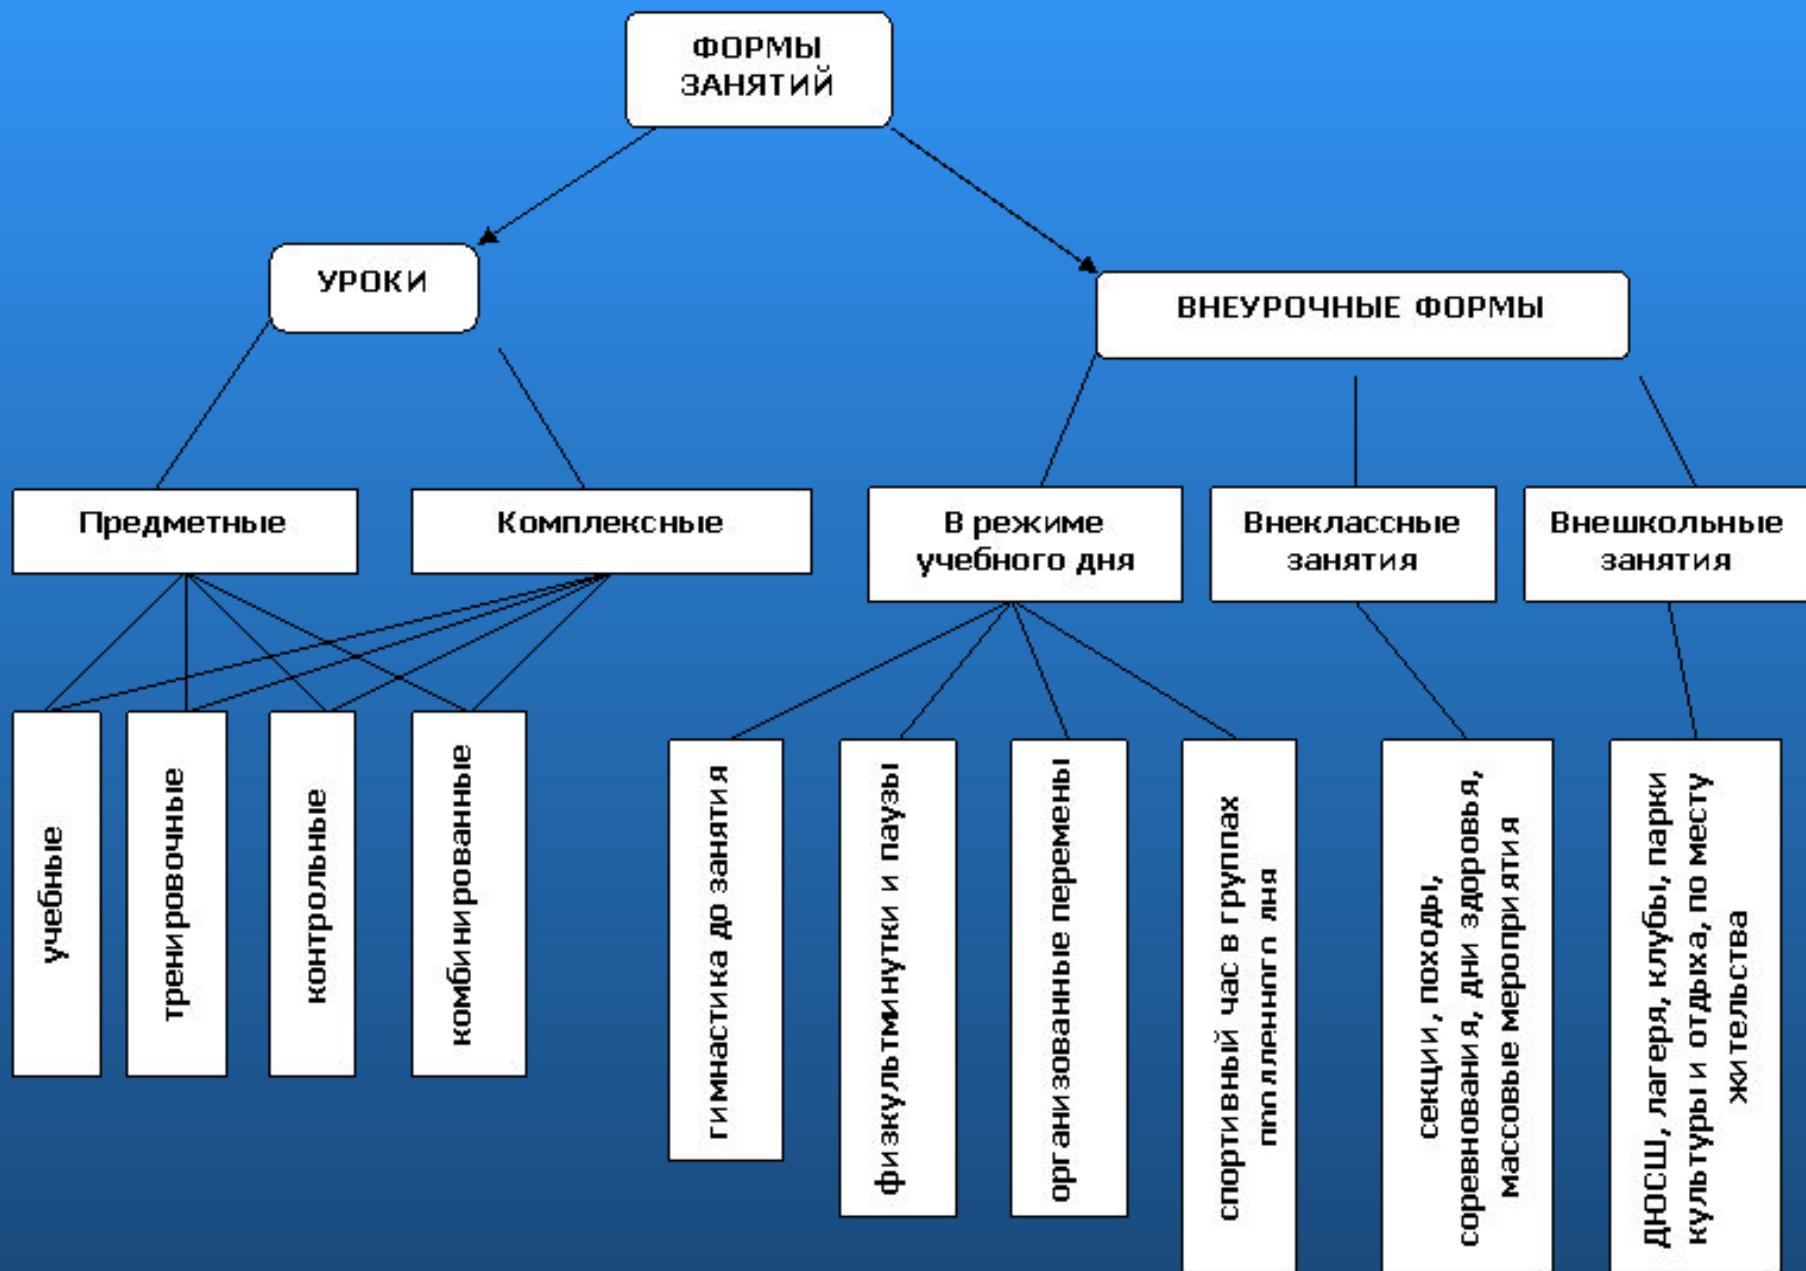 ФОРМЫ
ЗАНЯТИЙ
УРОКИ
ВНЕУРОЧНЫЕ ФОРМЫ
Предметные
Комплексные
В режиме
учебного дня
Внеклассные
занятия
Внешкольные
занятия
учебные
тренировочные
контрольные
комбинированные
гимнастика до занятия
физкультминутки и паузы
организованные перемены
спортивный час в группах
продленного дня
секции, походы,
соревнования, дни здоровья,
массовые мероприятия
ДЮСШ, лагеря, клубы, парки
культуры и отдыха, по месту
жительства